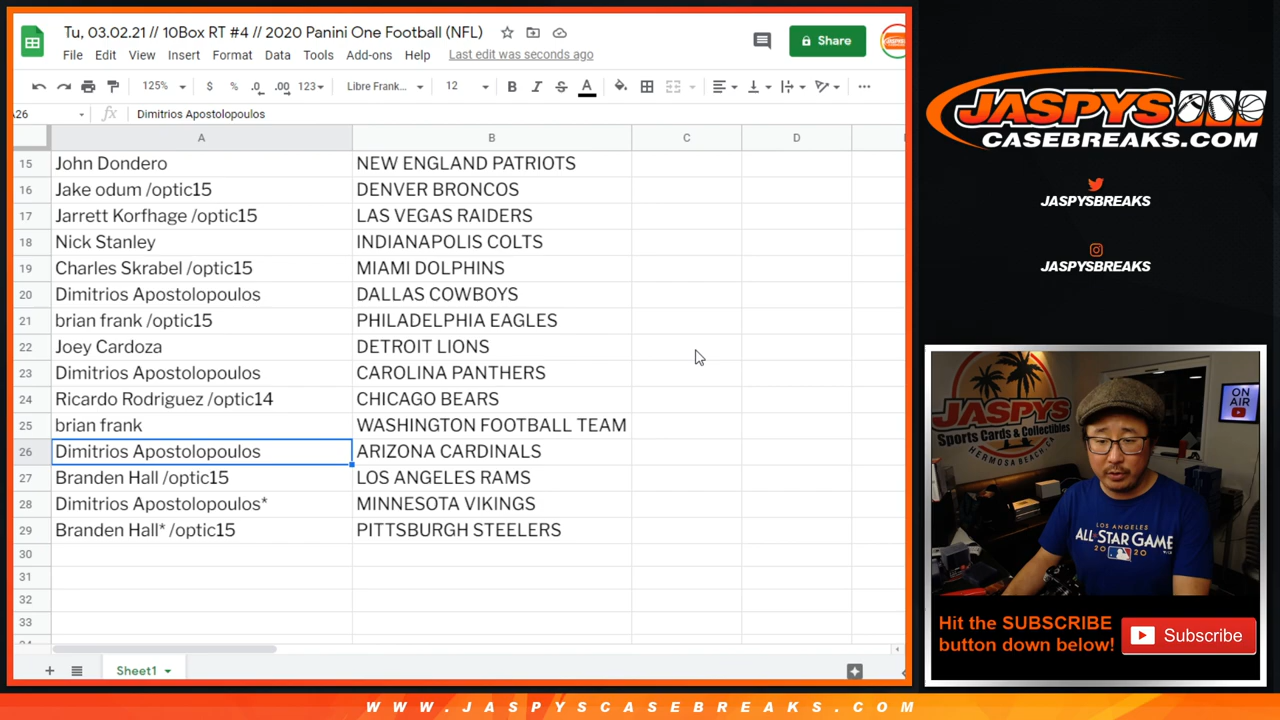 Tu, 03.02.21 // 10Box RT #4 // 2020 Panini One Football (NFL)
File Edit View Insert Format Data Tools Add-ons Help Last edit was seconds ago
Share
125% $ % .0 .00 123 Libre Frank... 12 B I S A
A26 fx Dimitrios Apostolopoulos
A B C D
15 John Dondero NEW ENGLAND PATRIOTS
16 Jake odum /optic15 DENVER BRONCOS
17 Jarrett Korfhage /optic15 LAS VEGAS RAIDERS
18 Nick Stanley INDIANAPOLIS COLTS
19 Charles Skrabel /optic15 MIAMI DOLPHINS
20 Dimitrios Apostolopoulos DALLAS COWBOYS
21 brian frank /optic15 PHILADELPHIA EAGLES
22 Joey Cardoza DETROIT LIONS
23 Dimitrios Apostolopoulos CAROLINA PANTHERS
24 Ricardo Rodriguez /optic14 CHICAGO BEARS
25 brian frank WASHINGTON FOOTBALL TEAM
26 Dimitrios Apostolopoulos ARIZONA CARDINALS
27 Branden Hall /optic15 LOS ANGELES RAMS
28 Dimitrios Apostolopoulos* MINNESOTA VIKINGS
29 Branden Hall* /optic15 PITTSBURGH STEELERS
30
31
32
33
Sheet1
JASPYS
CASEBREAKS.COM
JASPYSBREAKS
JASPYSBREAKS
JASPYS
Sports Cards & Collectibles
HERMOSA BEACH, CA
ON
AIR
LOS ANGELES
ALL STAR GAME
2020
Hit the SUBSCRIBE
button down below!
Subscribe
WWW.JASPYSCASEBREAKS.COM